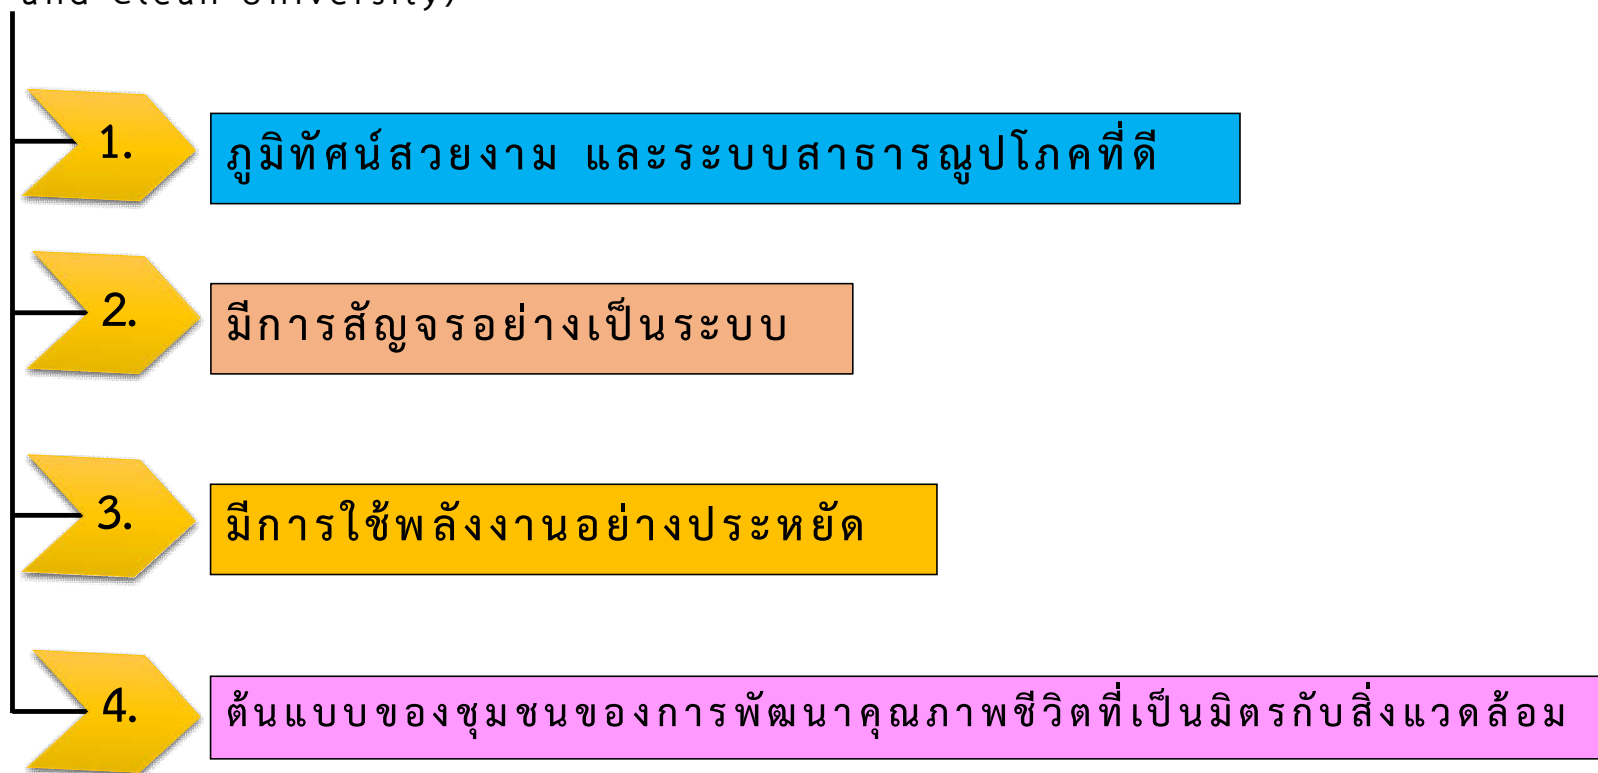 and Clean University)
1. ภูมิทัศน์สวยงาม และระบบสาธารณูปโภคที่ดี
2. มีการสัญจรอย่างเป็นระบบ
3. มีการใช้พลังงานอย่างประหยัด
4. ต้นแบบของชุมชนของการพัฒนาคุณภาพชีวิตที่เป็นมิตรกับสิ่งแวดล้อม